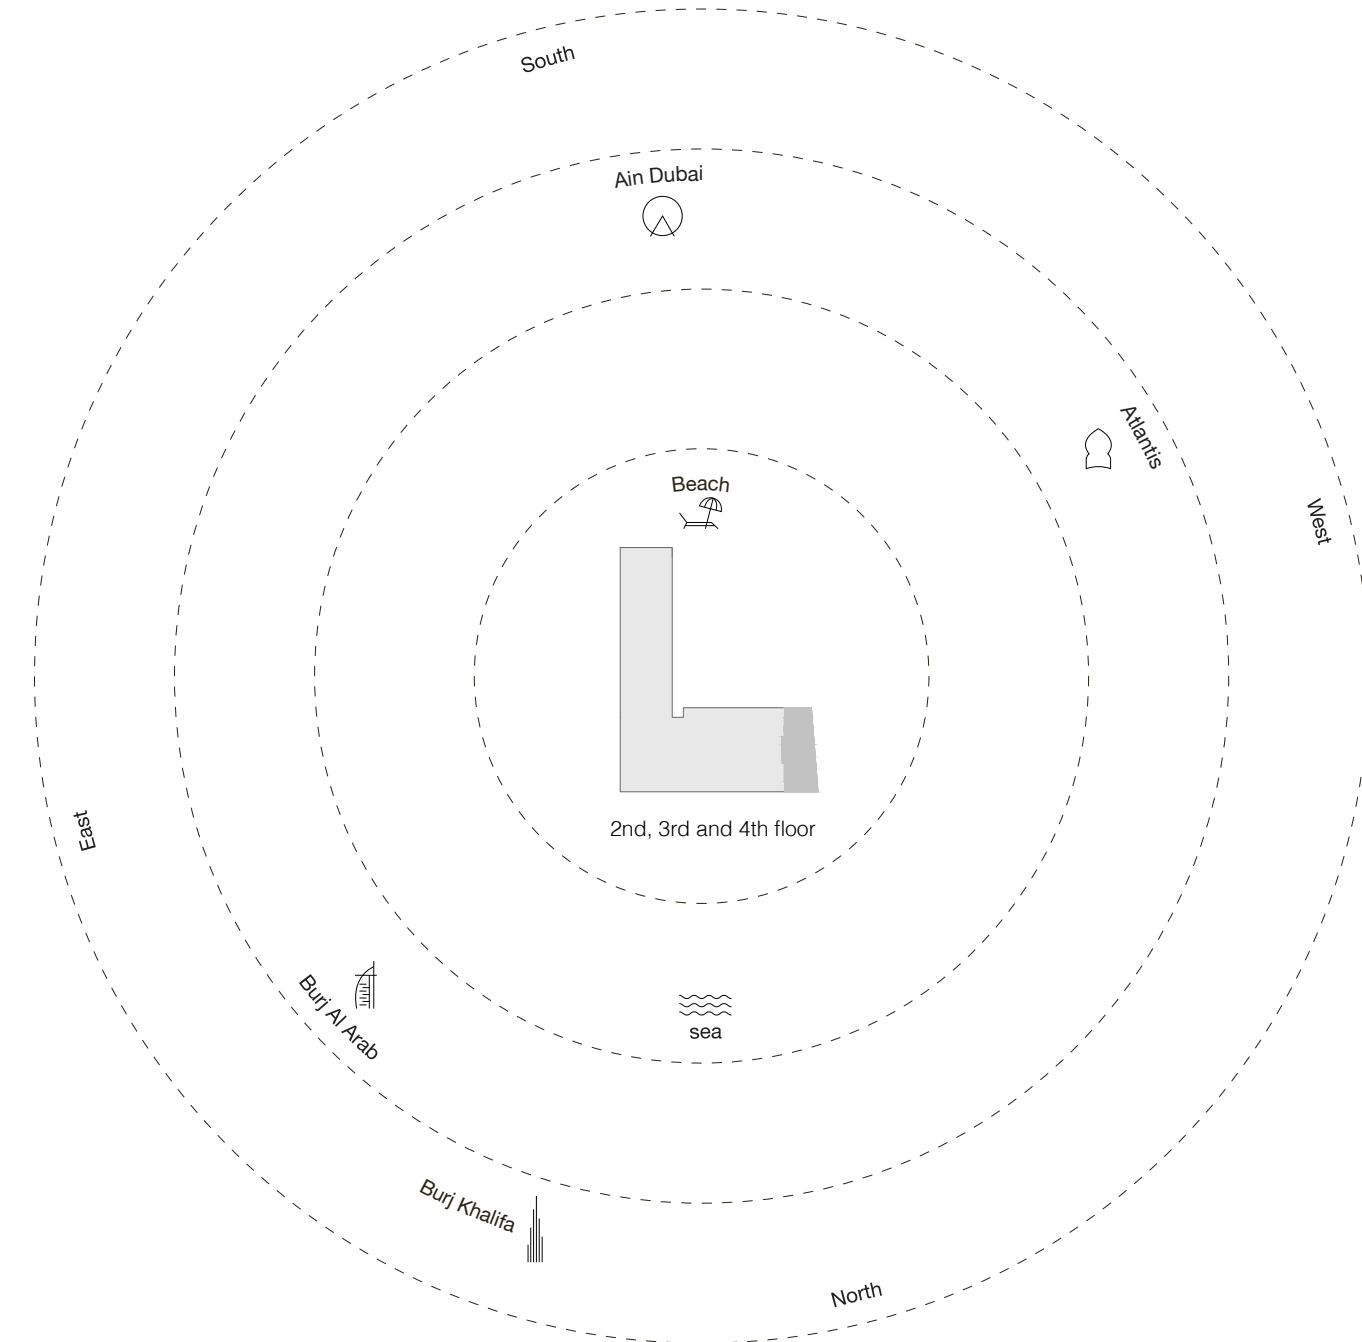 South
Ain Dubai
Atlantis
Beach
West
East
2nd, 3rd and 4th floor
Burj Al Arab
sea
Burj Khalifa
North